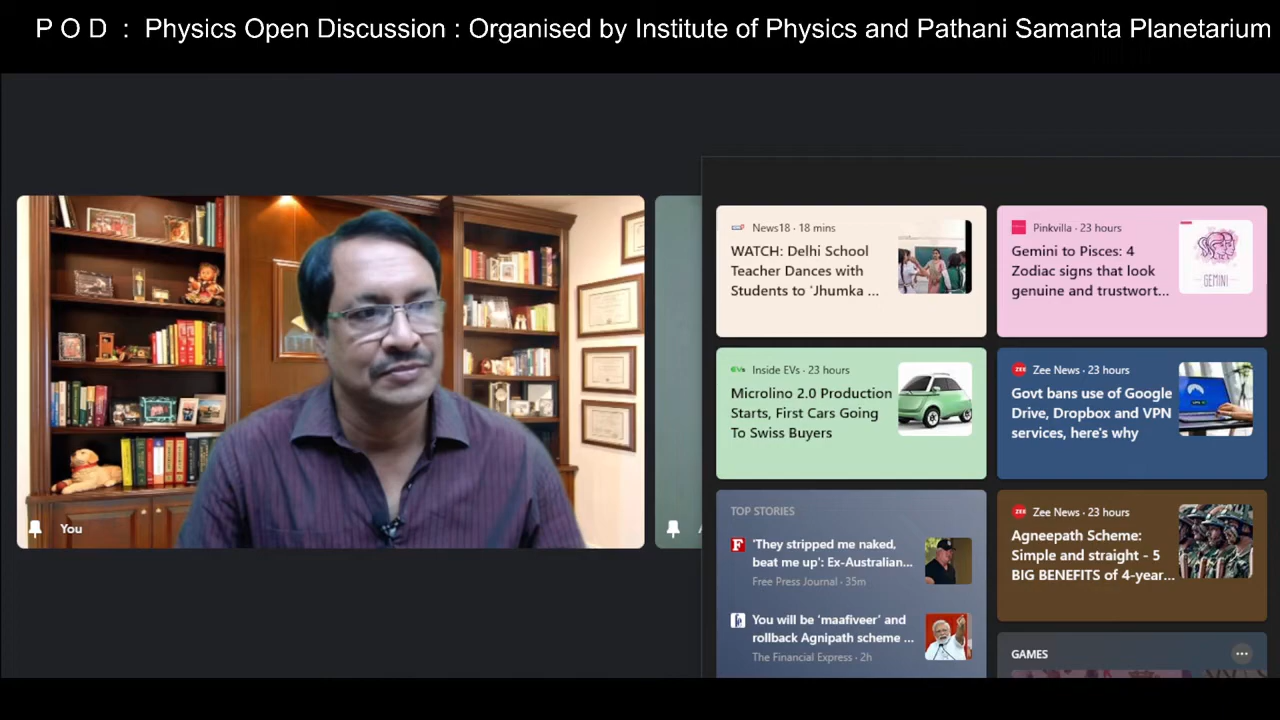 P O D : Physics Open Discussion : Organised by Institute of Physics and Pathani Samanta Planetarium
You
News18 · 18 mins
WATCH: Delhi School
Teacher Dances with
Students to 'Jhumka ...
Pinkvilla · 23 hours
Gemini to Pisces: 4
Zodiac signs that look
genuine and trustwort...
GEMINI
Inside EVs · 23 hours
Microlino 2.0 Production
Starts, First Cars Going
To Swiss Buyers
Zee News · 23 hours
Govt bans use of Google
Drive, Dropbox and VPN
services, here's why
TOP STORIES
'They stripped me naked,
beat me up': Ex-Australian...
Free Press Journal · 35m
You will be ‘maafiveer’ and
rollback Agnipath scheme ...
The Financial Express · 2h
Zee News · 23 hours
Agneepath Scheme:
Simple and straight - 5
BIG BENEFITS of 4-year...
GAMES